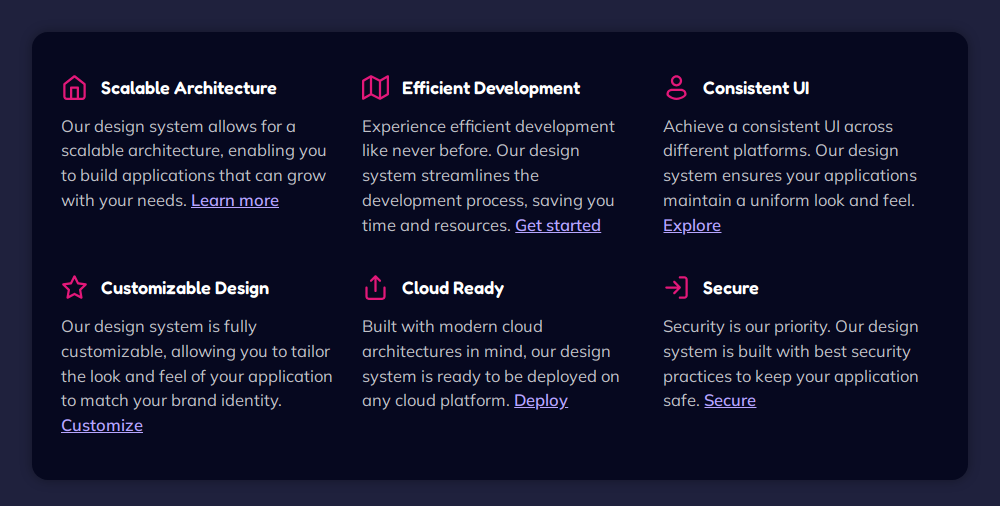 Scalable Architecture
Our design system allows for a
scalable architecture, enabling you
to build applications that can grow
with your needs. Learn more
Efficient Development
Experience efficient development
like never before. Our design
system streamlines the
development process, saving you
time and resources. Get started
Consistent UI
Achieve a consistent UI across
different platforms. Our design
system ensures your applications
maintain a uniform look and feel.
Explore
Customizable Design
Our design system is fully
customizable, allowing you to tailor
the look and feel of your application
to match your brand identity.
Customize
Cloud Ready
Built with modern cloud
architectures in mind, our design
system is ready to be deployed on
any cloud platform. Deploy
Secure
Security is our priority. Our design
system is built with best security
practices to keep your application
safe. Secure